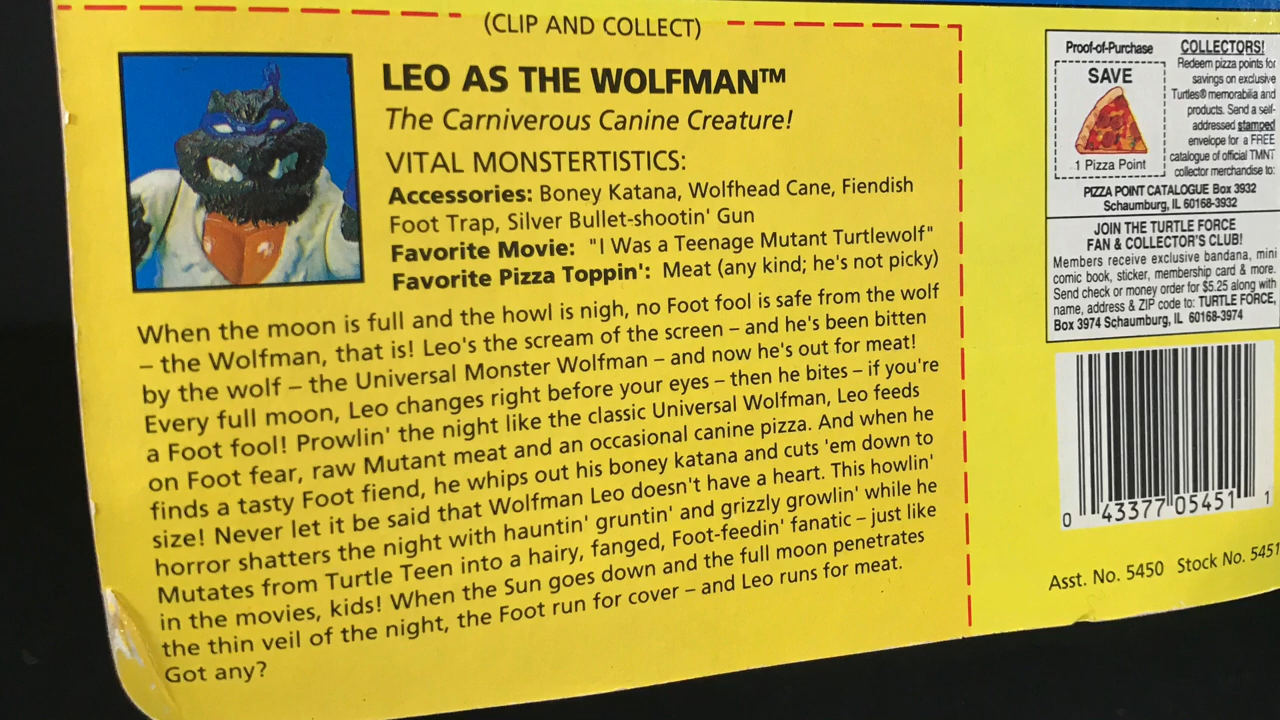 (CLIP AND COLLECT)
LEO AS THE WOLFMAN™
The Carniverous Canine Creature!
VITAL MONSTERTISTICS:
Accessories: Boney Katana, Wolfhead Cane, Fiendish
Foot Trap, Silver Bullet-shootin' Gun
Favorite Movie: "I Was a Teenage Mutant Turtlewolf"
Favorite Pizza Toppin': Meat (any kind; he's not picky)
When the moon is full and the howl is nigh, no Foot fool is safe from the wolf
– the Wolfman, that is! Leo's the scream of the screen – and he's been bitten
by the wolf – the Universal Monster Wolfman – and now he's out for meat!
Every full moon, Leo changes right before your eyes – then he bites – if you're
a Foot fool! Prowlin' the night like the classic Universal Wolfman, Leo feeds
on Foot fear, raw Mutant meat and an occasional canine pizza. And when he
finds a tasty Foot fiend, he whips out his boney katana and cuts 'em down to
size! Never let it be said that Wolfman Leo doesn't have a heart. This howlin'
horror shatters the night with hauntin' gruntin' and grizzly growlin' while he
Mutates from Turtle Teen into a hairy, fanged, Foot-feedin' fanatic – just like
in the movies, kids! When the Sun goes down and the full moon penetrates
the thin veil of the night, the Foot run for cover – and Leo runs for meat.
Got any?
Proof-of-Purchase
SAVE
1 Pizza Point
COLLECTORS!
Redeem pizza points for
savings on exclusive
Turtles® memorabilia and
products. Send a self-
addressed stamped
envelope for a FREE
catalogue of official TMNT
collector merchandise to:
PIZZA POINT CATALOGUE Box 3932
Schaumburg, IL 60168-3932
JOIN THE TURTLE FORCE
FAN & COLLECTOR'S CLUB!
Members receive exclusive bandana, mini
comic book, sticker, membership card & more.
Send check or money order for $5.25 along with
name, address & ZIP code to: TURTLE FORCE,
Box 3974 Schaumburg, IL 60168-3974
0 43377 05451 1
Asst. No. 5450 Stock No. 5451